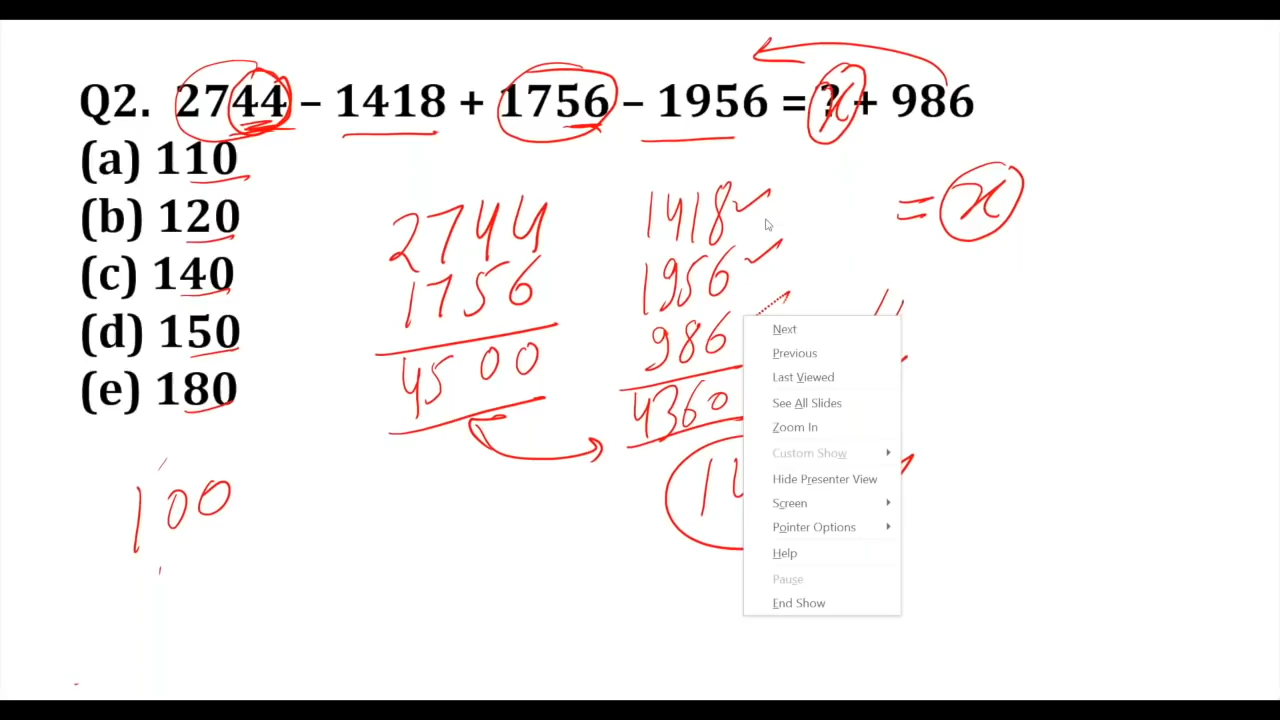 Q2. 2744 – 1418 + 1756 – 1956 = ? + 986
(a) 110
(b) 120
(c) 140
(d) 150
(e) 180
2744
1756
4500
1418
1956
986
4360
= x
100
x
Next
Previous
Last Viewed
See All Slides
Zoom In
Custom Show
Hide Presenter View
Screen
Pointer Options
Help
Pause
End Show